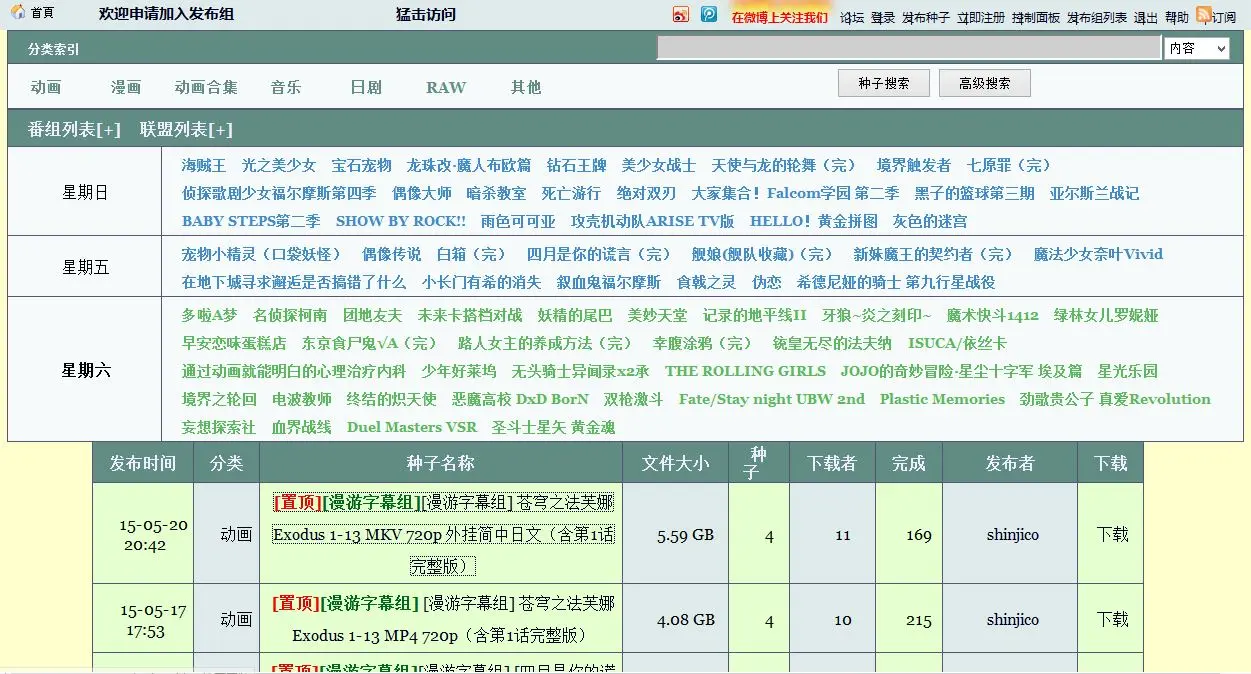 首页 欢迎申请加入发布组 猛击访问 在微博上关注我们 论坛 登录 发布种子 立即注册 控制面板 发布组列表 退出 帮助 订阅
分类索引 内容
动画 漫画 动画合集 音乐 日剧 RAW 其他 种子搜索 高级搜索
番组列表[+] 联盟列表[+]
星期日
海贼王 光之美少女 宝石宠物 龙珠改·魔人布欧篇 钻石王牌 美少女战士 天使与龙的轮舞（完） 境界触发者 七原罪（完）
侦探歌剧少女福尔摩斯第四季 偶像大师 暗杀教室 死亡游行 绝对双刃 大家集合！Falcom学园 第二季 黑子的篮球第三期 亚尔斯兰战记
BABY STEPS第二季 SHOW BY ROCK!! 雨色可可亚 攻壳机动队ARISE TV版 HELLO！黄金拼图 灰色的迷宫
星期五
宠物小精灵（口袋妖怪） 偶像传说 白箱（完） 四月是你的谎言（完） 舰娘(舰队收藏)（完） 新妹魔王的契约者（完） 魔法少女奈叶Vivid
在地下城寻求邂逅是否搞错了什么 小长门有希的消失 叙血鬼福尔摩斯 食戟之灵 伪恋 希德尼娅的骑士 第九行星战役
星期六
多啦A梦 名侦探柯南 团地友夫 未来卡搭档对战 妖精的尾巴 美妙天堂 记录的地平线II 牙狼~炎之刻印~ 魔术快斗1412 绿林女儿罗妮娅
早安恋味蛋糕店 东京食尸鬼√A（完） 路人女主的养成方法（完） 幸腹涂鸦（完） 铳皇无尽的法夫纳 ISUCA/依丝卡
通过动画就能明白的心理治疗内科 少年好莱坞 无头骑士异闻录x2承 THE ROLLING GIRLS JOJO的奇妙冒险·星尘十字军 埃及篇 星光乐园
境界之轮回 电波教师 终结的炽天使 恶魔高校 DxD BorN 双枪激斗 Fate/Stay night UBW 2nd Plastic Memories 劲歌贵公子 真爱Revolution
妄想探索社 血界战线 Duel Masters VSR 圣斗士星矢 黄金魂
发布时间 分类 种子名称 文件大小 种子 下载者 完成 发布者 下载
15-05-20 20:42 动画 [置顶][漫游字幕组][漫游字幕组] 苍穹之法芙娜
Exodus 1-13 MKV 720p 外挂简中日文（含第1话
完整版） 5.59 GB 4 11 169 shinjico 下载
15-05-17 17:53 动画 [置顶][漫游字幕组] [漫游字幕组] 苍穹之法芙娜
Exodus 1-13 MP4 720p（含第1话完整版） 4.08 GB 4 10 215 shinjico 下载
[置顶][漫游字幕组] [漫游字幕组] [四月是你的谎